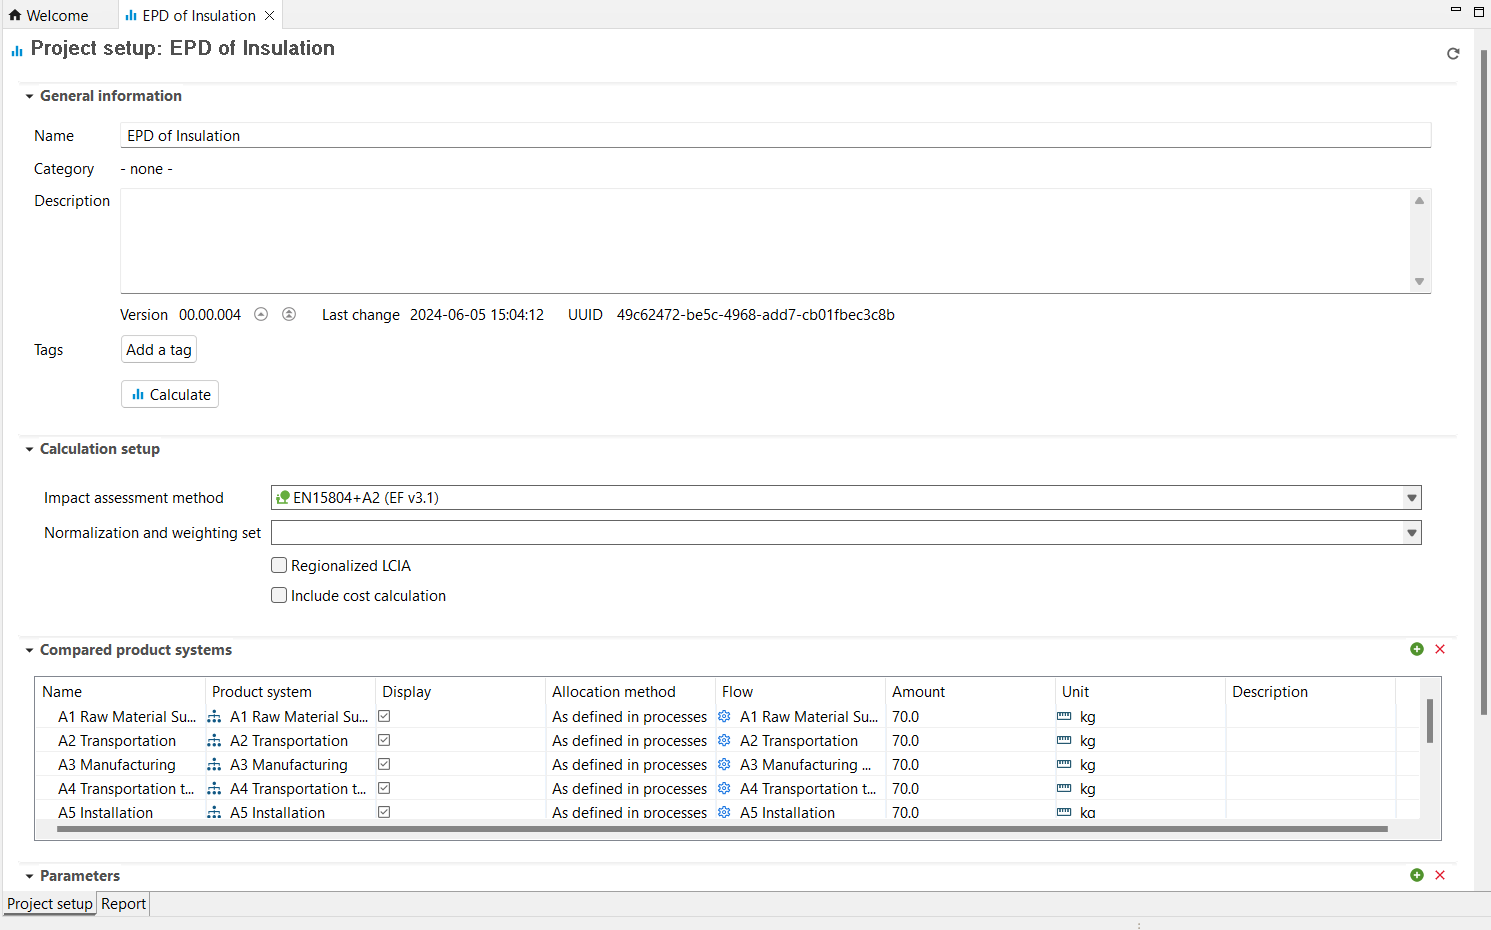 Welcome EPD of Insulation
Project setup: EPD of Insulation
General information
Name EPD of Insulation
Category - none -
Description
Version 00.00.004 Last change 2024-06-05 15:04:12 UUID 49c62472-be5c-4968-add7-cb01fbec3c8b
Tags Add a tag
Calculate
Calculation setup
Impact assessment method EN15804+A2 (EF v3.1)
Normalization and weighting set
Regionalized LCIA
Include cost calculation
Compared product systems
Name Product system Display Allocation method Flow Amount Unit Description
A1 Raw Material Su... A1 Raw Material Su... As defined in processes A1 Raw Material Su... 70.0 kg
A2 Transportation A2 Transportation As defined in processes A2 Transportation 70.0 kg
A3 Manufacturing A3 Manufacturing As defined in processes A3 Manufacturing ... 70.0 kg
A4 Transportation t... A4 Transportation t... As defined in processes A4 Transportation t... 70.0 kg
A5 Installation A5 Installation As defined in processes A5 Installation 70.0 kg
Parameters
Project setup Report